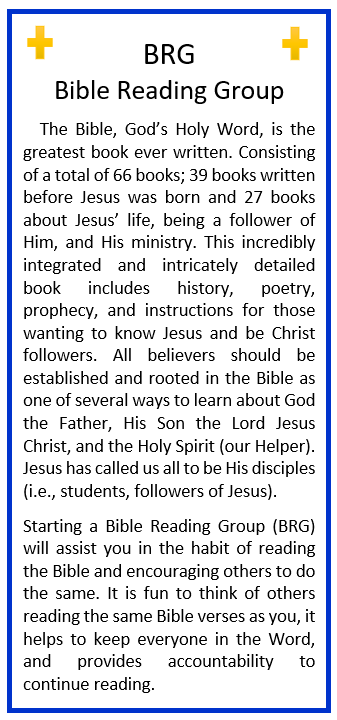 BRG
Bible Reading Group
The Bible, God's Holy Word, is the
greatest book ever written. Consisting
of a total of 66 books; 39 books written
before Jesus was born and 27 books
about Jesus' life, being a follower of
Him, and His ministry. This incredibly
integrated and intricately detailed
book includes history, poetry,
prophecy, and instructions for those
wanting to know Jesus and be Christ
followers. All believers should be
established and rooted in the Bible as
one of several ways to learn about God
the Father, His Son the Lord Jesus
Christ, and the Holy Spirit (our Helper).
Jesus has called us all to be His disciples
(i.e., students, followers of Jesus).
Starting a Bible Reading Group (BRG)
will assist you in the habit of reading
the Bible and encouraging others to do
the same. It is fun to think of others
reading the same Bible verses as you, it
helps to keep everyone in the Word,
and provides accountability to
continue reading.